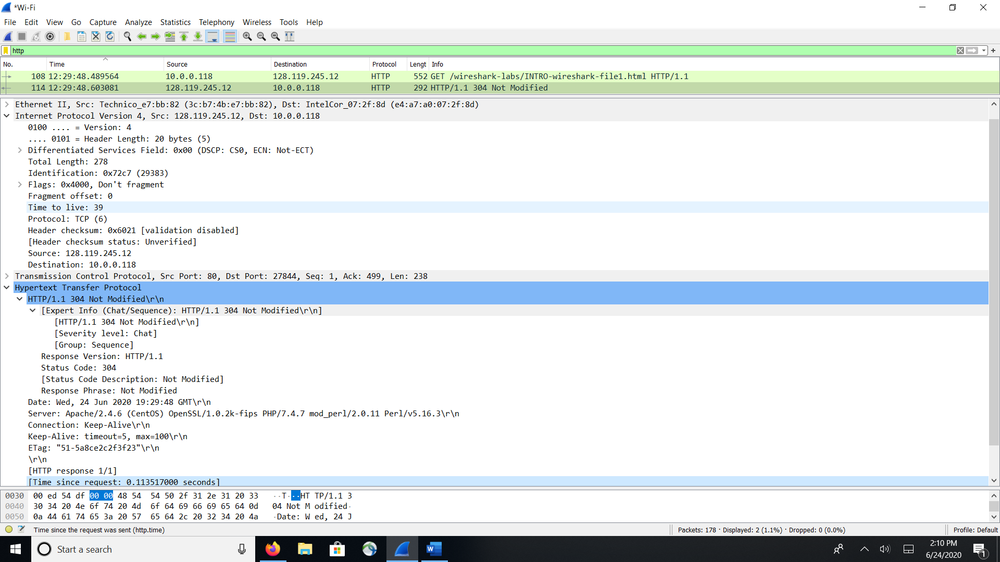 *Wi-Fi
File Edit View Go Capture Analyze Statistics Telephony Wireless Tools Help
http
No. Time Source Destination Protocol Lengt Info
108 12:29:48.489564 10.0.0.118 128.119.245.12 HTTP 552 GET /wireshark-labs/INTRO-wireshark-file1.html HTTP/1.1
114 12:29:48.603081 128.119.245.12 10.0.0.118 HTTP 292 HTTP/1.1 304 Not Modified
Ethernet II, Src: Technico_e7:bb:82 (3c:b7:4b:e7:bb:82), Dst: IntelCor_07:2f:8d (e4:a7:a0:07:2f:8d)
Internet Protocol Version 4, Src: 128.119.245.12, Dst: 10.0.0.118
0100 .... = Version: 4
.... 0101 = Header Length: 20 bytes (5)
Differentiated Services Field: 0x00 (DSCP: CS0, ECN: Not-ECT)
Total Length: 278
Identification: 0x72c7 (29383)
Flags: 0x4000, Don't fragment
Fragment offset: 0
Time to live: 39
Protocol: TCP (6)
Header checksum: 0x6021 [validation disabled]
[Header checksum status: Unverified]
Source: 128.119.245.12
Destination: 10.0.0.118
Transmission Control Protocol, Src Port: 80, Dst Port: 27844, Seq: 1, Ack: 499, Len: 238
Hypertext Transfer Protocol
HTTP/1.1 304 Not Modified\r\n
[Expert Info (Chat/Sequence): HTTP/1.1 304 Not Modified\r\n]
[HTTP/1.1 304 Not Modified\r\n]
[Severity level: Chat]
[Group: Sequence]
Response Version: HTTP/1.1
Status Code: 304
[Status Code Description: Not Modified]
Response Phrase: Not Modified
Date: Wed, 24 Jun 2020 19:29:48 GMT\r\n
Server: Apache/2.4.6 (CentOS) OpenSSL/1.0.2k-fips PHP/7.4.7 mod_perl/2.0.11 Perl/v5.16.3\r\n
Connection: Keep-Alive\r\n
Keep-Alive: timeout=5, max=100\r\n
ETag: "51-5a8ce2c2f3f23"\r\n
\r\n
[HTTP response 1/1]
[Time since request: 0.113517000 seconds]
0030 00 ed 54 df 00 00 48 54 54 50 2f 31 2e 31 20 33 ··T···HT TP/1.1 3
0040 30 34 20 4e 6f 74 20 4d 6f 64 69 66 69 65 64 0d 04 Not M odified·
0050 0a 44 61 74 65 3a 20 57 65 64 2c 20 32 34 20 4a ·Date: W ed, 24 J
Time since the request was sent (http.time) Packets: 178 · Displayed: 2 (1.1%) · Dropped: 0 (0.0%) Profile: Default
Start a search
2:10 PM
6/24/2020
1